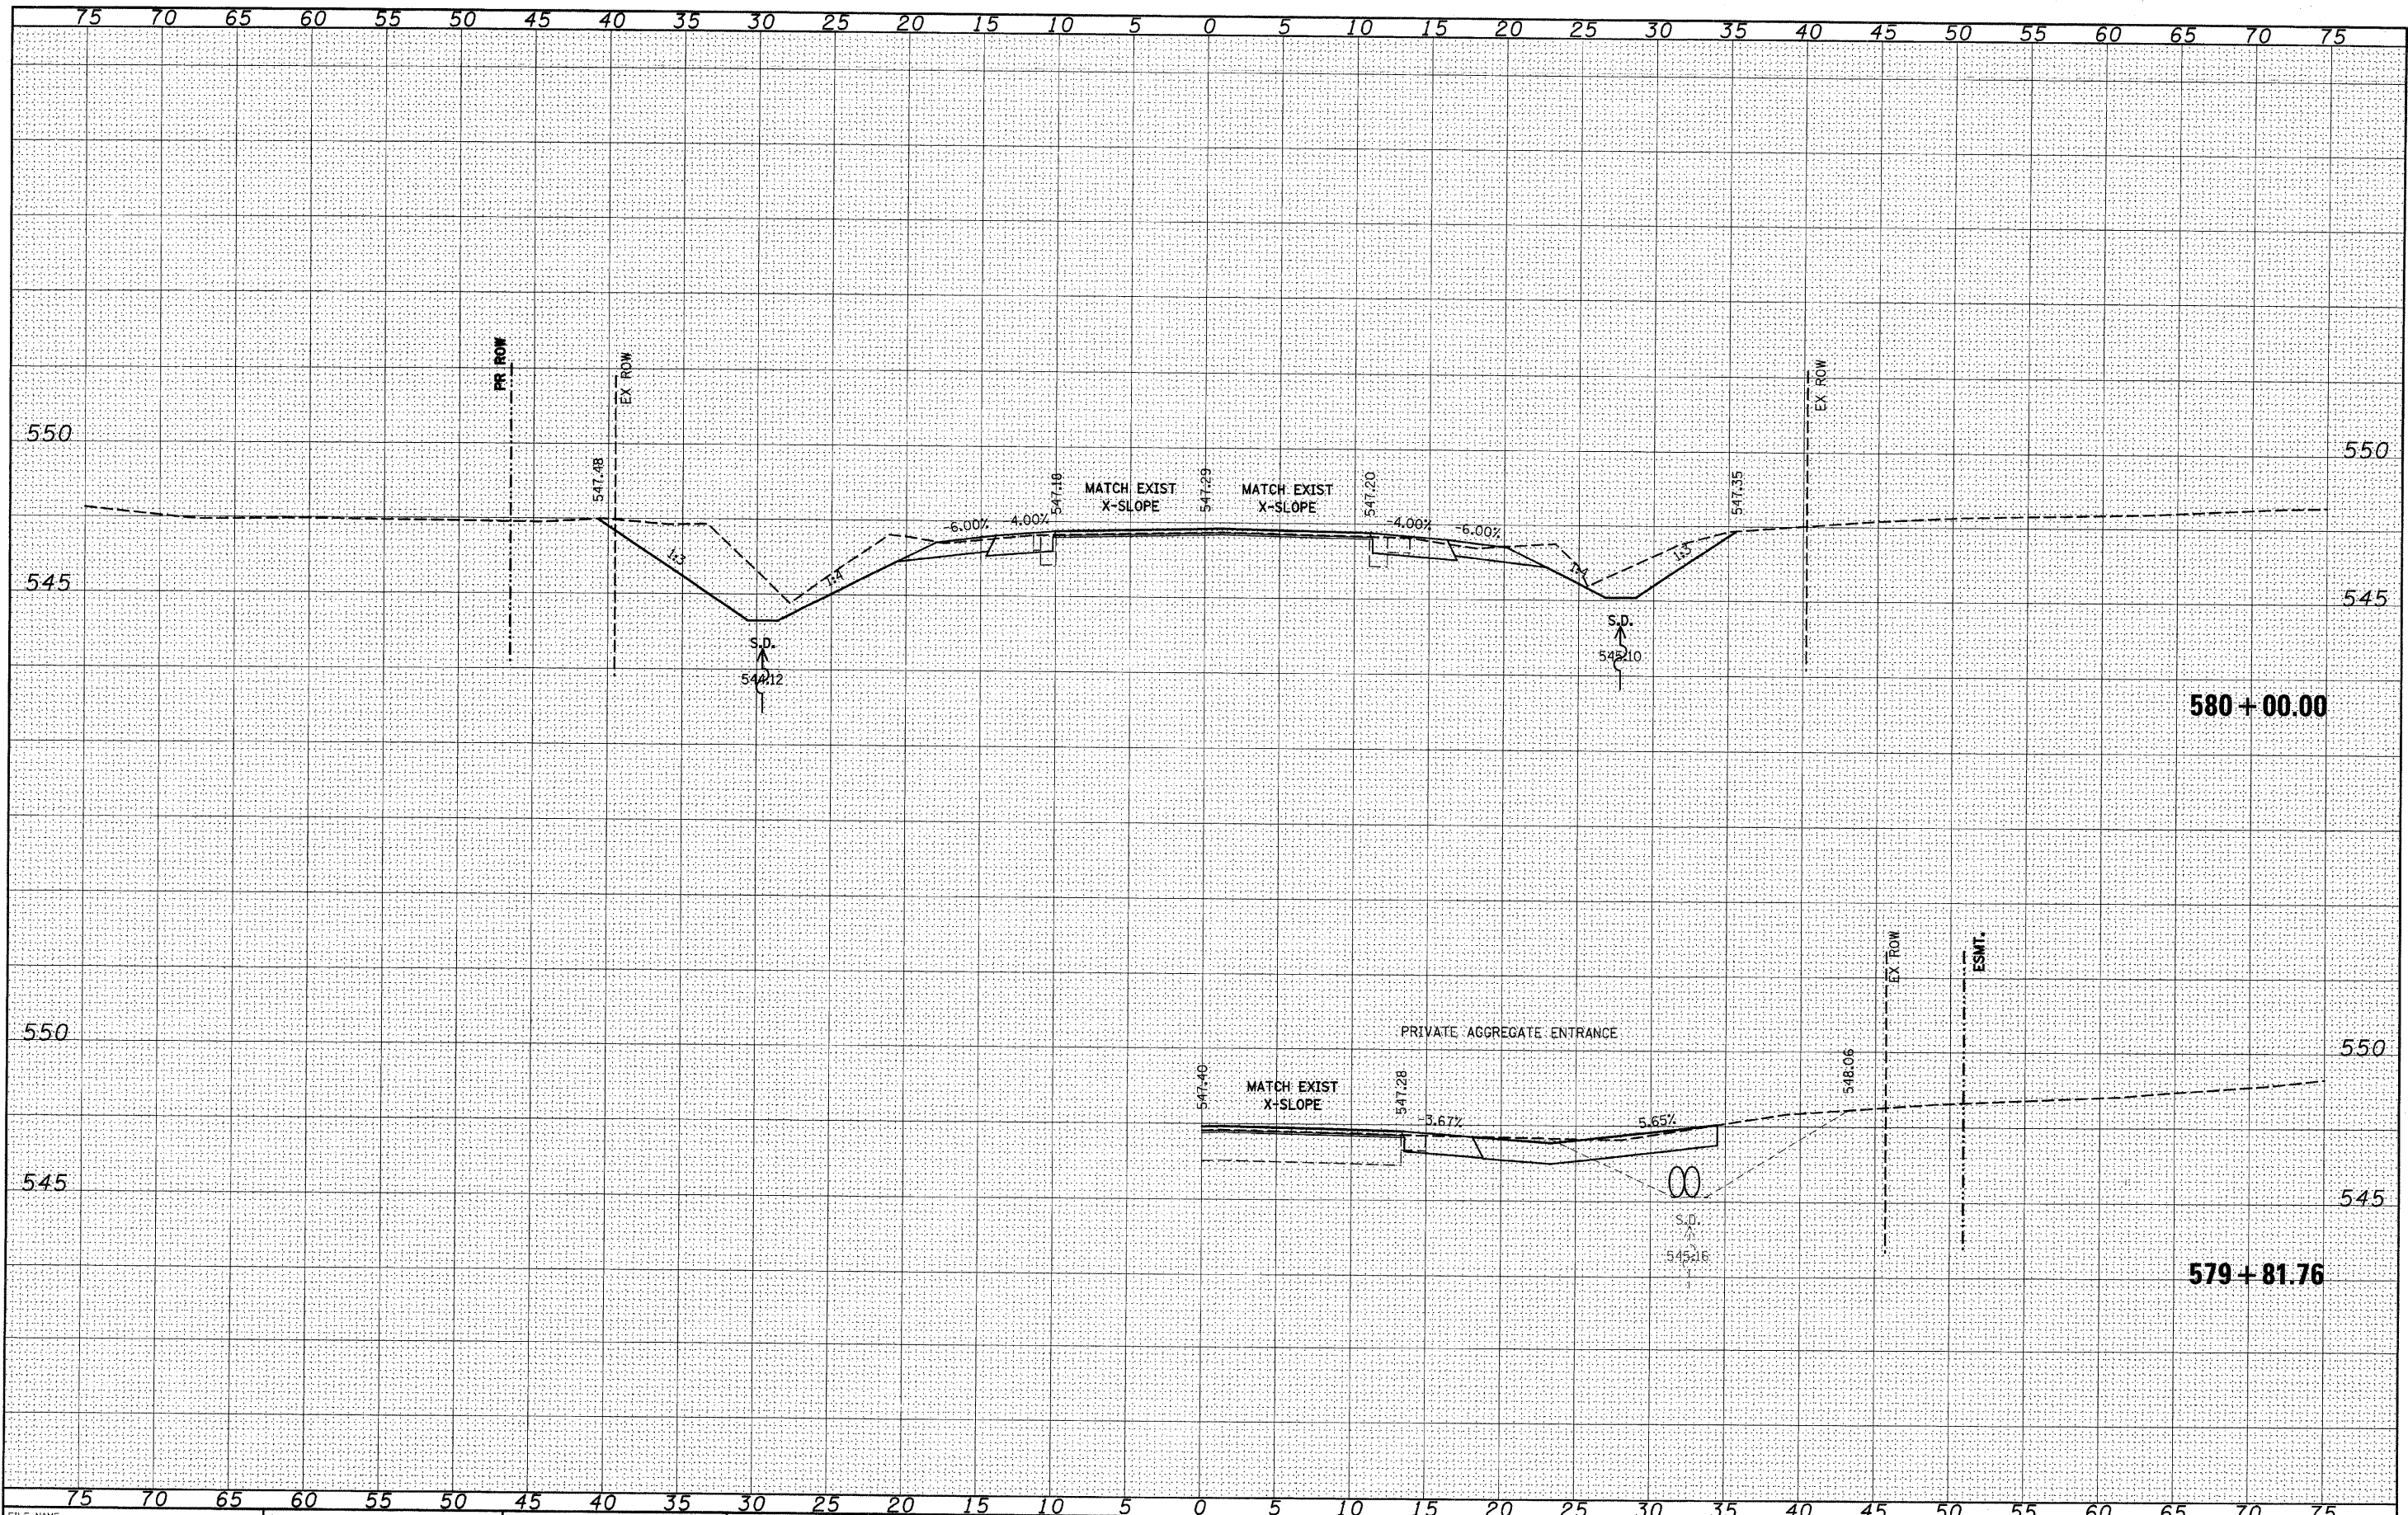 75 70 65 60 55 50 45 40 35 30 25 20 15 10 5 0 5 10 15 20 25 30 35 40 45 50 55 60 65 70 75
PR ROW
EX ROW
EX ROW
550
550
547.48
547.18
547.29
547.20
547.35
MATCH EXIST
X-SLOPE
MATCH EXIST
X-SLOPE
-6.00%
-4.00%
-4.00%
-6.00%
1:3
1:4
1:4
1:3
545
545
S.D.
544.12
S.D.
545.10
580 + 00.00
EX ROW
ESMT.
550
550
PRIVATE AGGREGATE ENTRANCE
547.40
MATCH EXIST
X-SLOPE
547.28
548.06
-3.67%
5.65%
545
545
S.D.
545.16
579 + 81.76
75 70 65 60 55 50 45 40 35 30 25 20 15 10 5 0 5 10 15 20 25 30 35 40 45 50 55 60 65 70 75
FILE NAME